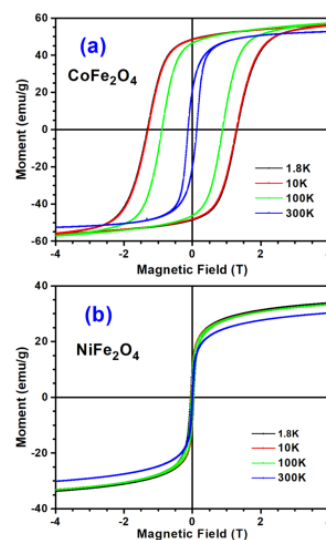 60
(a)
40
CoFe2O4
20
0
-20
-40
-60
Moment (emu/g)
1.8K
10K
100K
300K
-4 -2 0 2 4
Magnetic Field (T)
(b)
40
NiFe2O4
20
0
-20
-40
Moment (emu/g)
1.8K
10K
100K
300K
-4 -2 0 2 4
Magnetic Field (T)